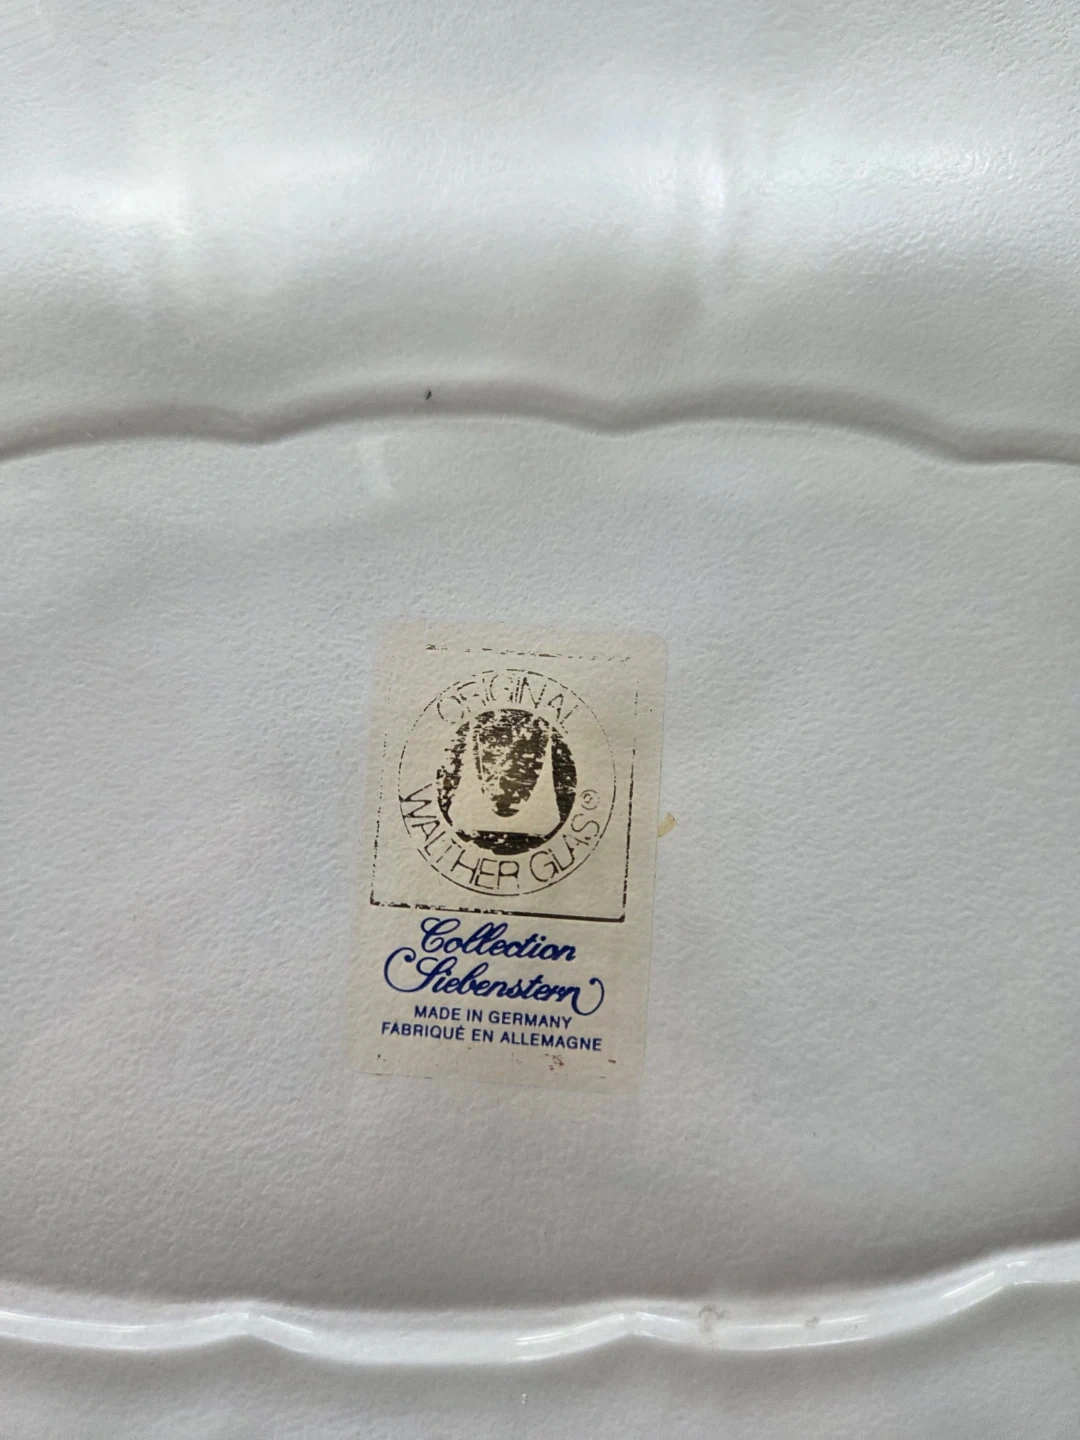 ORIGINAL
WALTHER GLAS®
Collection
Siebenstern
MADE IN GERMANY
FABRIQUÉ EN ALLEMAGNE